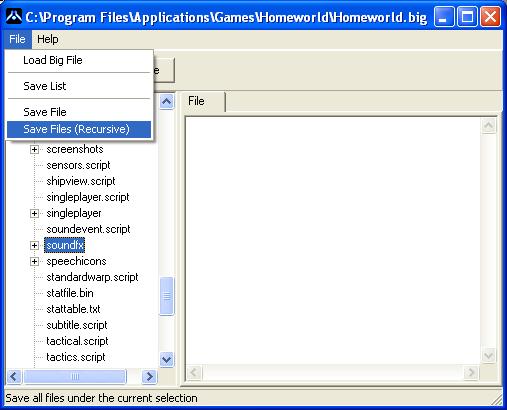 C:\Program Files\Applications\Games\Homeworld\Homeworld.big
File Help
Load Big File
Save List
Save File
Save Files (Recursive)
File
screenshots
sensors.script
shipview.script
singleplayer.script
singleplayer
soundevent.script
soundfx
speechicons
standardwarp.script
statfile.bin
stattable.txt
subtitle.script
tactical.script
tactics.script
Save all files under the current selection